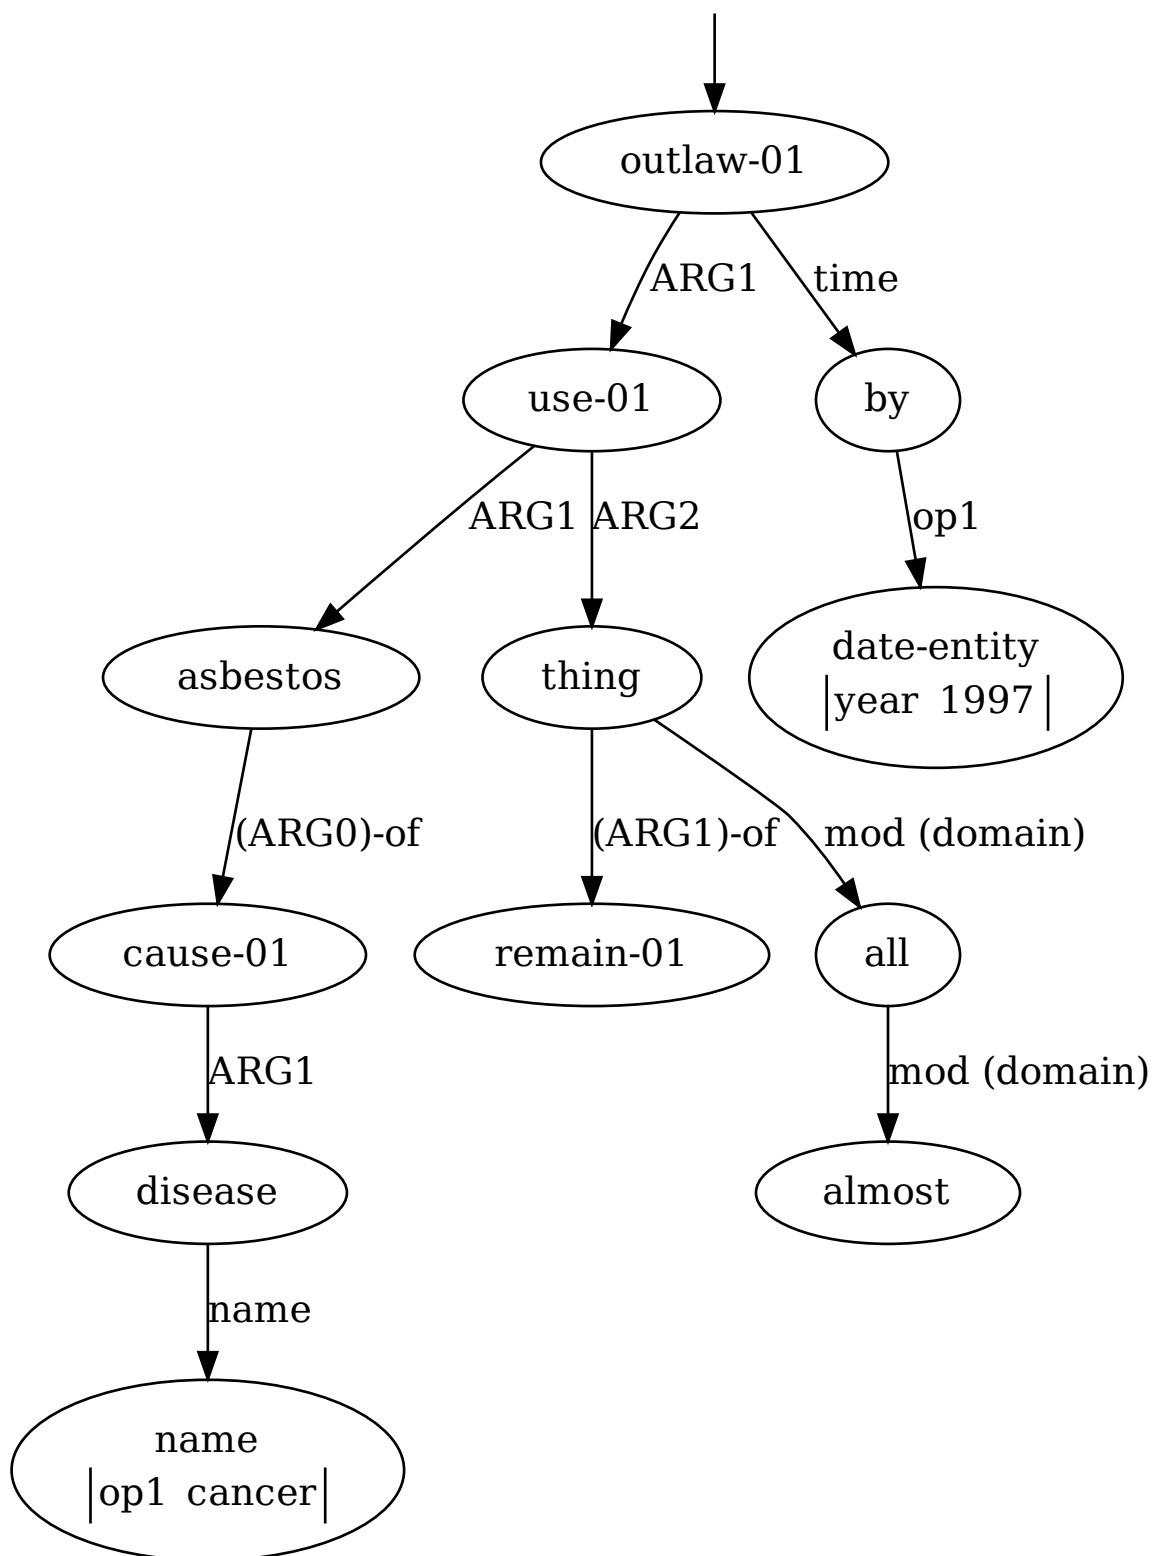 outlaw-01
ARG1
time
use-01
by
ARG1
ARG2
op1
asbestos
thing
date-entity
|year 1997|
(ARG0)-of
(ARG1)-of
mod (domain)
cause-01
remain-01
all
ARG1
mod (domain)
disease
almost
name
name
|op1 cancer|